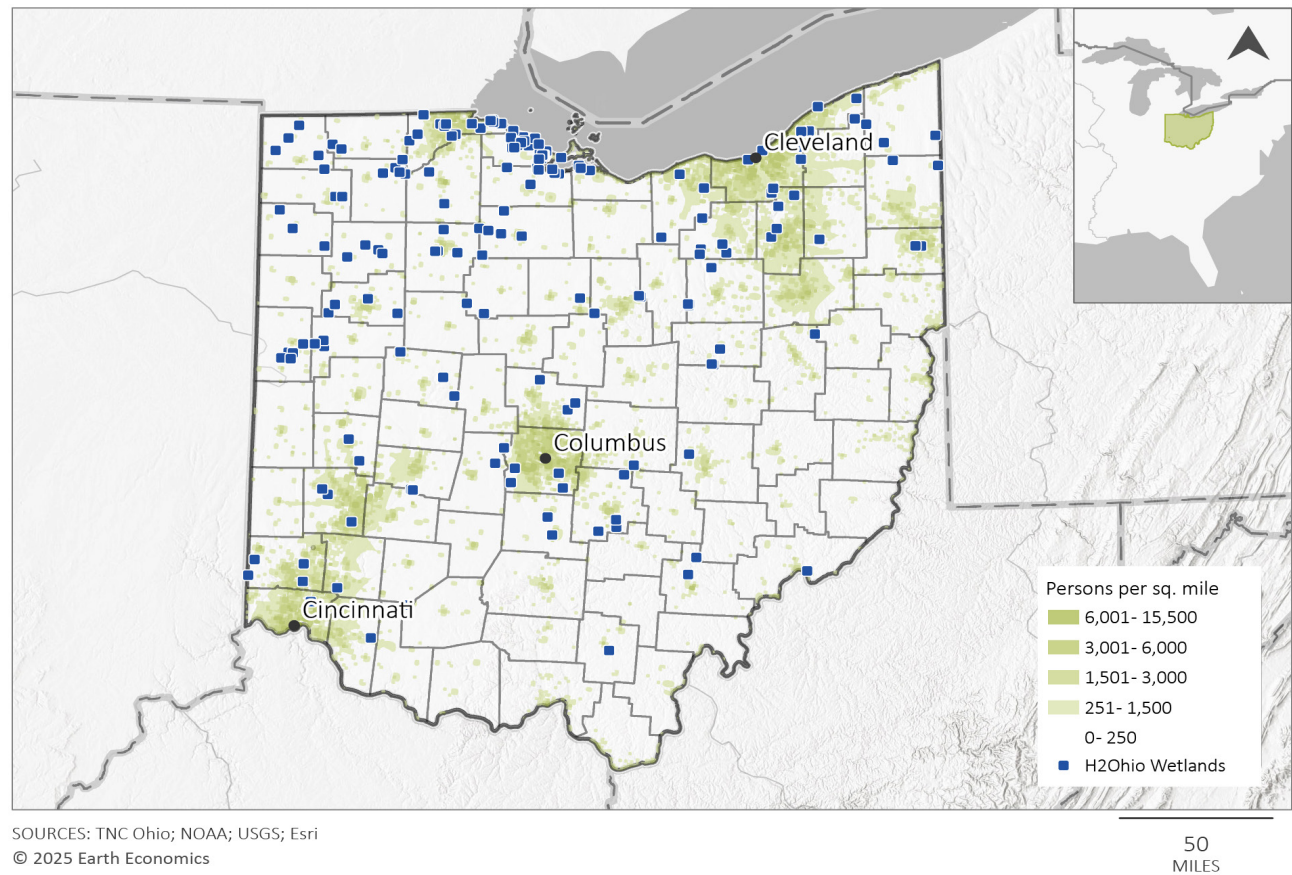 Cleveland
Columbus
Cincinnati
Persons per sq. mile
6,001- 15,500
3,001- 6,000
1,501- 3,000
251- 1,500
0- 250
H2Ohio Wetlands
SOURCES: TNC Ohio; NOAA; USGS; Esri
© 2025 Earth Economics
50
MILES